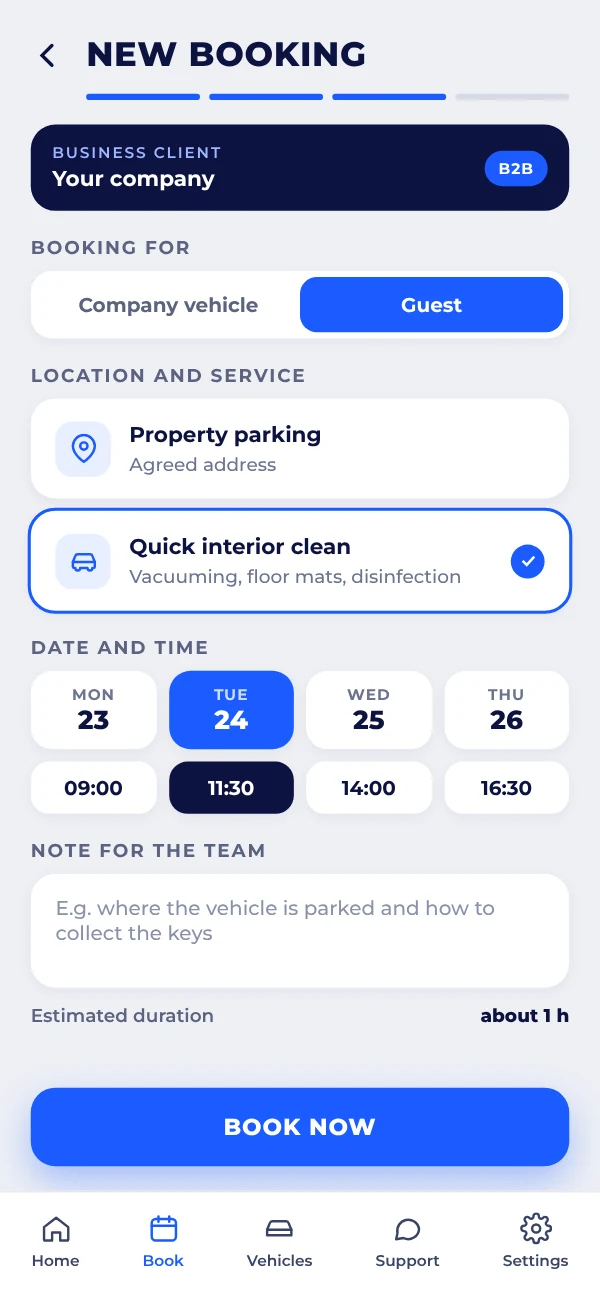 NEW BOOKING
BUSINESS CLIENT
Your company
B2B
BOOKING FOR
Company vehicle
Guest
LOCATION AND SERVICE
Property parking
Agreed address
Quick interior clean
Vacuuming, floor mats, disinfection
DATE AND TIME
MON
23
TUE
24
WED
25
THU
26
09:00
11:30
14:00
16:30
NOTE FOR THE TEAM
E.g. where the vehicle is parked and how to
collect the keys
Estimated duration
about 1 h
BOOK NOW
Home
Book
Vehicles
Support
Settings